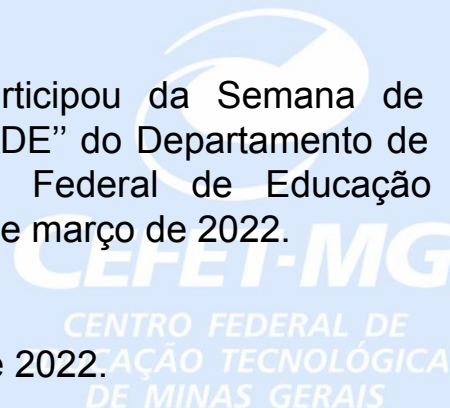 rticipou da Semana de
DE" do Departamento de
Federal de Educação
e março de 2022.
CEFET-MG
CENTRO FEDERAL DE
e 2022.
EDUCAÇÃO TECNOLÓGICA
DE MINAS GERAIS